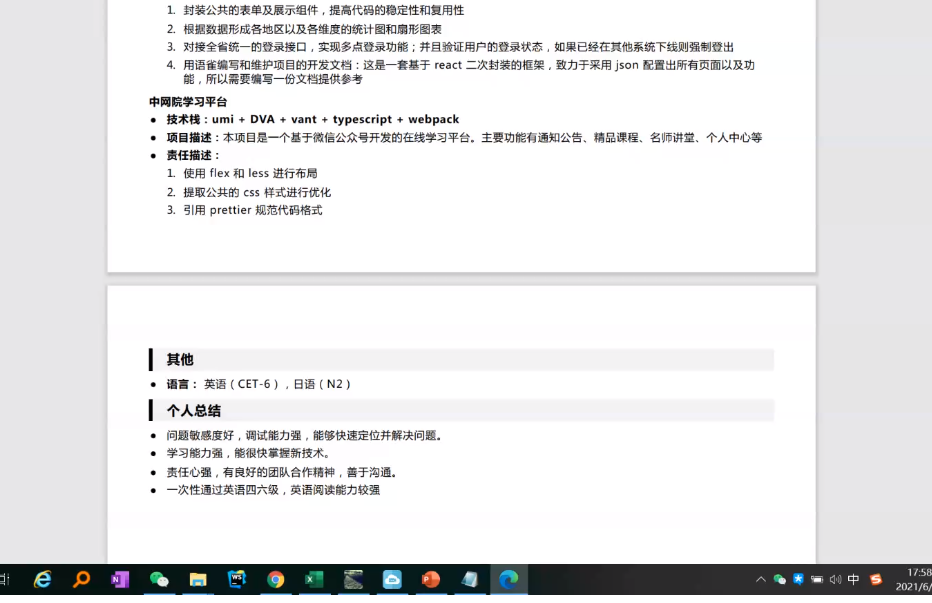 1. 封装公共的表单及展示组件，提高代码的稳定性和复用性
2. 根据数据形成各地区以及各维度的统计图和扇形图表
3. 对接全省统一的登录接口，实现多点登录功能；并且验证用户的登录状态，如果已经在其他系统下线则强制登出
4. 用语雀编写和维护项目的开发文档：这是一套基于 react 二次封装的框架，致力于采用 json 配置出所有页面以及功
能，所以需要编写一份文档提供参考
中网院学习平台
● 技术栈：umi + DVA + vant + typescript + webpack
● 项目描述：本项目是一个基于微信公众号开发的在线学习平台。主要功能有通知公告、精品课程、名师讲堂、个人中心等
● 责任描述：
1. 使用 flex 和 less 进行布局
2. 提取公共的 css 样式进行优化
3. 引用 prettier 规范代码格式
其他
● 语言： 英语（CET-6），日语（N2）
个人总结
● 问题敏感度好，调试能力强，能够快速定位并解决问题。
● 学习能力强，能很快掌握新技术。
● 责任心强，有良好的团队合作精神，善于沟通。
● 一次性通过英语四六级，英语阅读能力较强
中
17:58
2021/6/